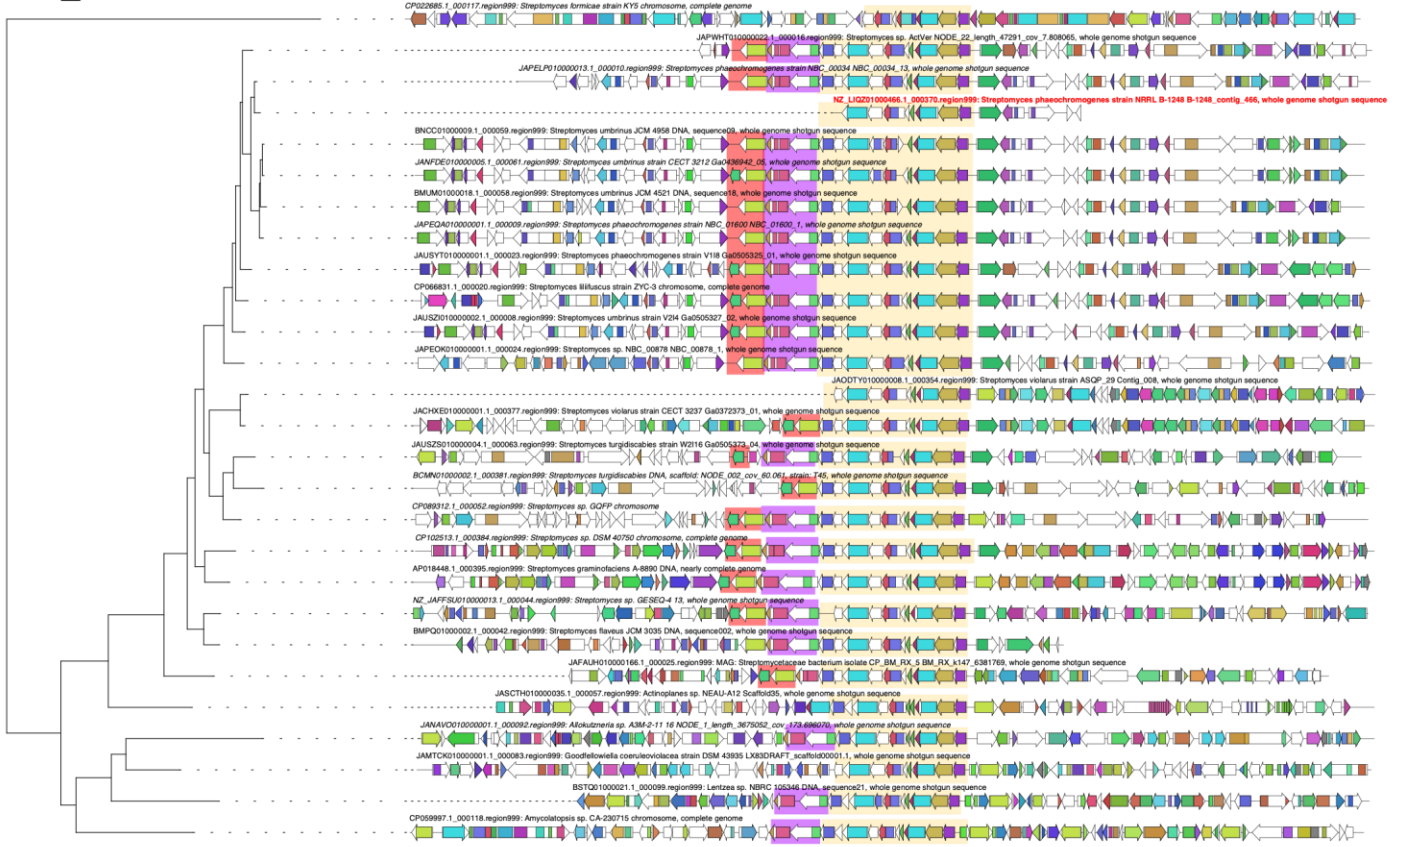 CP022685.1_000117.region999: Streptomyces formicae strain KY5 chromosome, complete genome
JAPWHT010000022.1_000016.region999: Streptomyces sp. ActVer NODE_22_length_47291_cov_7.808065, whole genome shotgun sequence
JAPELP010000013.1_000010.region999: Streptomyces phaeochromogenes strain NBC_00034 NBC_00034_13, whole genome shotgun sequence
NZ_LIQZ01000466.1_000370.region999: Streptomyces phaeochromogenes strain NRRL B-1248 B-1248_contig_466, whole genome shotgun sequence
BNCC01000009.1_000059.region999: Streptomyces umbrinus JCM 4958 DNA, sequence09, whole genome shotgun sequence
JANFDE010000005.1_000061.region999: Streptomyces umbrinus strain CECT 3212 Ga0436942_05, whole genome shotgun sequence
BMUM01000018.1_000058.region999: Streptomyces umbrinus JCM 4521 DNA, sequence18, whole genome shotgun sequence
JAPEQA010000001.1_000009.region999: Streptomyces phaeochromogenes strain NBC_01600 NBC_01600_1, whole genome shotgun sequence
JAUSYT010000001.1_000023.region999: Streptomyces phaeochromogenes strain V1I8 Ga0505325_01, whole genome shotgun sequence
CP066831.1_000020.region999: Streptomyces liliifuscus strain ZYC-3 chromosome, complete genome
JAUSZI010000002.1_000008.region999: Streptomyces umbrinus strain V2I4 Ga0505327_02, whole genome shotgun sequence
JAPEOK010000001.1_000024.region999: Streptomyces sp. NBC_00878 NBC_00878_1, whole genome shotgun sequence
JAODTY010000008.1_000354.region999: Streptomyces violarus strain ASQP_29 Contig_008, whole genome shotgun sequence
JACHXE010000001.1_000377.region999: Streptomyces violarus strain CECT 3237 Ga0372373_01, whole genome shotgun sequence
JAUSZS010000004.1_000063.region999: Streptomyces turgidiscabies strain W2I16 Ga0505373_04, whole genome shotgun sequence
BCMN01000002.1_000381.region999: Streptomyces turgidiscabies DNA, scaffold: NODE_002_cov_60.061, strain: T45, whole genome shotgun sequence
CP089312.1_000052.region999: Streptomyces sp. GQFP chromosome
CP102513.1_000384.region999: Streptomyces sp. DSM 40750 chromosome, complete genome
AP018448.1_000395.region999: Streptomyces graminofaciens A-8890 DNA, nearly complete genome
NZ_JAFFSU010000013.1_000044.region999: Streptomyces sp. GESEQ-4 13, whole genome shotgun sequence
BMPQ01000002.1_000042.region999: Streptomyces flaveus JCM 3035 DNA, sequence002, whole genome shotgun sequence
JAFAUH010000166.1_000025.region999: MAG: Streptomycetaceae bacterium isolate CP_BM_RX_5 BM_RX_k147_6381769, whole genome shotgun sequence
JASCTH010000035.1_000057.region999: Actinoplanes sp. NEAU-A12 Scaffold35, whole genome shotgun sequence
JANAVO010000001.1_000092.region999: Allokutzneria sp. A3M-2-11 16 NODE_1_length_3675052_cov_173.696070, whole genome shotgun sequence
JAMTCK010000001.1_000083.region999: Goodfellowiella coeruleoviolacea strain DSM 43935 LX83DRAFT_scaffold00001.1, whole genome shotgun sequence
BSTQ01000021.1_000099.region999: Lentzea sp. NBRC 105346 DNA, sequence21, whole genome shotgun sequence
CP059997.1_000118.region999: Amycolatopsis sp. CA-230715 chromosome, complete genome